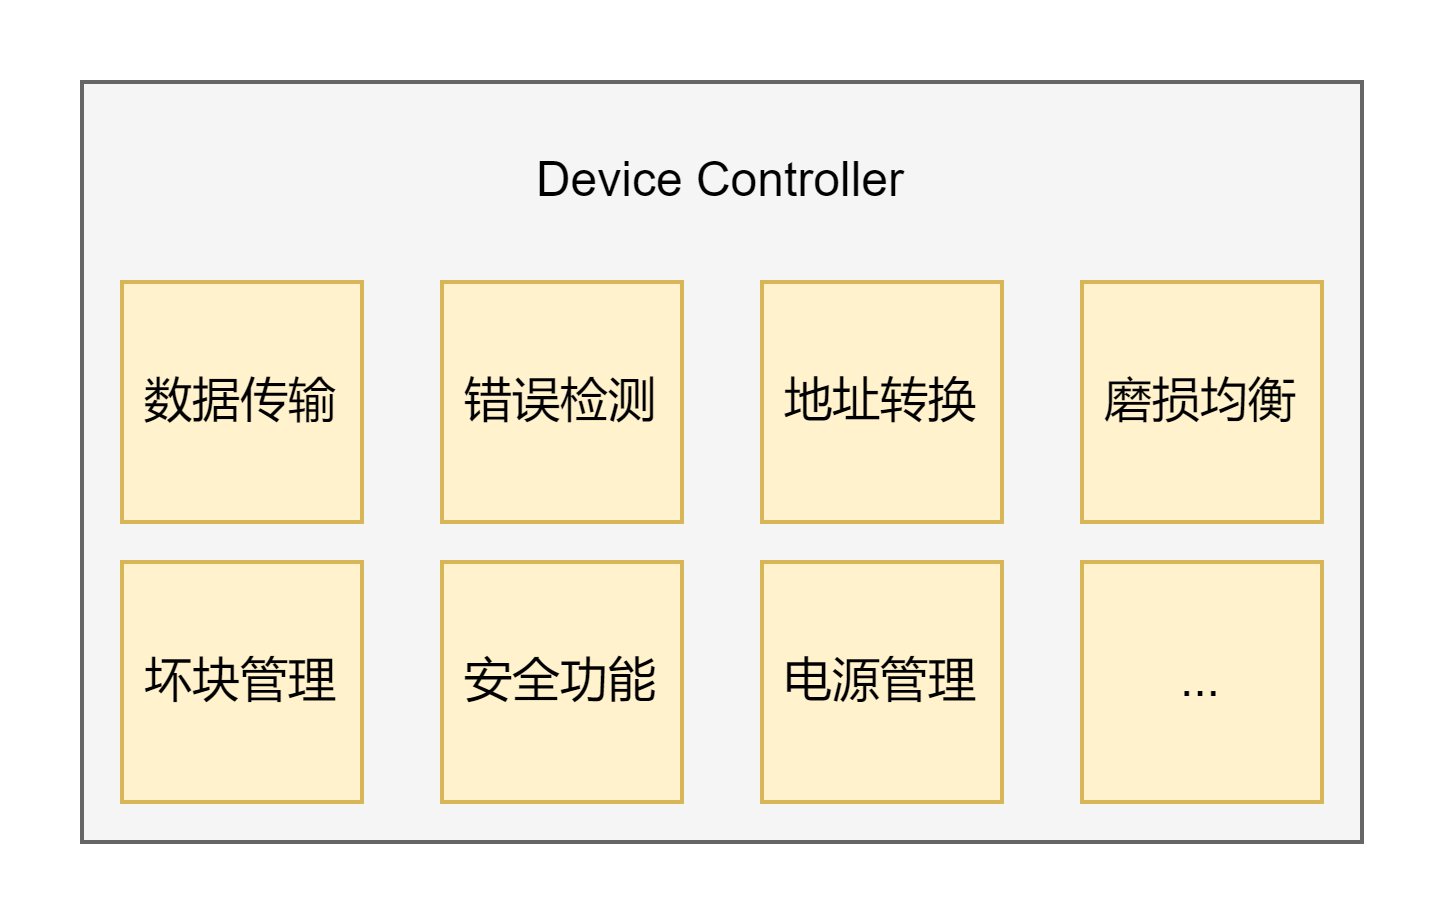 Device Controller
数据传输
错误检测
地址转换
磨损均衡
坏块管理
安全功能
电源管理
...